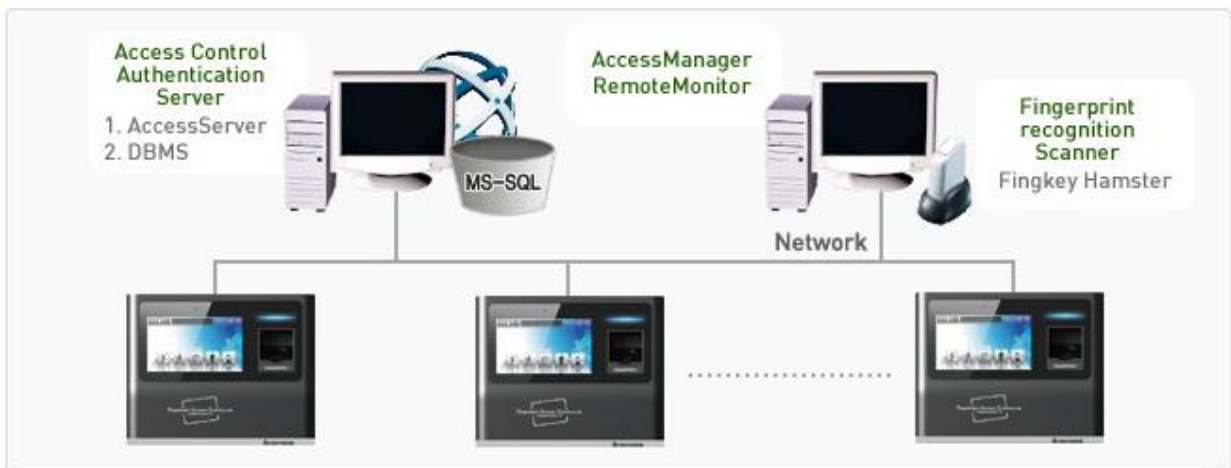 Access Control
Authentication
Server
1. AccessServer
2. DBMS
MS-SQL
AccessManager
RemoteMonitor
Fingerprint
recognition
Scanner
Fingkey Hamster
Network